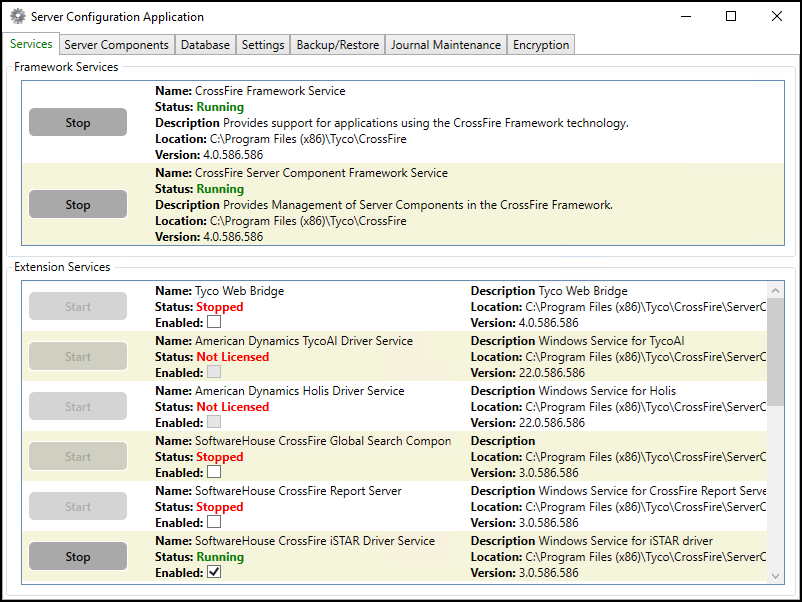 Server Configuration Application
Services Server Components Database Settings Backup/Restore Journal Maintenance Encryption
Framework Services
Stop
Name: CrossFire Framework Service
Status: Running
Description Provides support for applications using the CrossFire Framework technology.
Location: C:\Program Files (x86)\Tyco\CrossFire
Version: 4.0.586.586
Stop
Name: CrossFire Server Component Framework Service
Status: Running
Description Provides Management of Server Components in the CrossFire Framework.
Location: C:\Program Files (x86)\Tyco\CrossFire
Version: 4.0.586.586
Extension Services
Start
Name: Tyco Web Bridge
Status: Stopped
Enabled:
Description Tyco Web Bridge
Location: C:\Program Files (x86)\Tyco\CrossFire\ServerC
Version: 4.0.586.586
Start
Name: American Dynamics TycoAI Driver Service
Status: Not Licensed
Enabled:
Description Windows Service for TycoAI
Location: C:\Program Files (x86)\Tyco\CrossFire\ServerC
Version: 22.0.586.586
Start
Name: American Dynamics Holis Driver Service
Status: Not Licensed
Enabled:
Description Windows Service for Holis
Location: C:\Program Files (x86)\Tyco\CrossFire\ServerC
Version: 22.0.586.586
Start
Name: SoftwareHouse CrossFire Global Search Compon
Status: Stopped
Enabled:
Description
Location: C:\Program Files (x86)\Tyco\CrossFire\ServerC
Version: 3.0.586.586
Start
Name: SoftwareHouse CrossFire Report Server
Status: Stopped
Enabled:
Description Windows Service for CrossFire Report Serve
Location: C:\Program Files (x86)\Tyco\CrossFire\ServerC
Version: 3.0.586.586
Stop
Name: SoftwareHouse CrossFire iSTAR Driver Service
Status: Running
Enabled:
Description Windows Service for iSTAR driver
Location: C:\Program Files (x86)\Tyco\CrossFire\ServerC
Version: 3.0.586.586